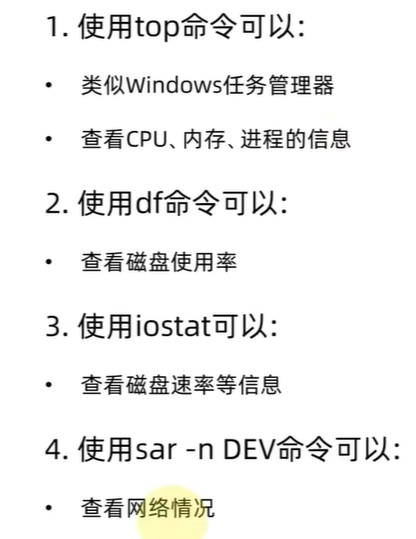 1. 使用top命令可以:
• 类似Windows任务管理器
• 查看CPU、内存、进程的信息
2. 使用df命令可以:
• 查看磁盘使用率
3. 使用iostat可以:
• 查看磁盘速率等信息
4. 使用sar -n DEV命令可以:
• 查看网络情况